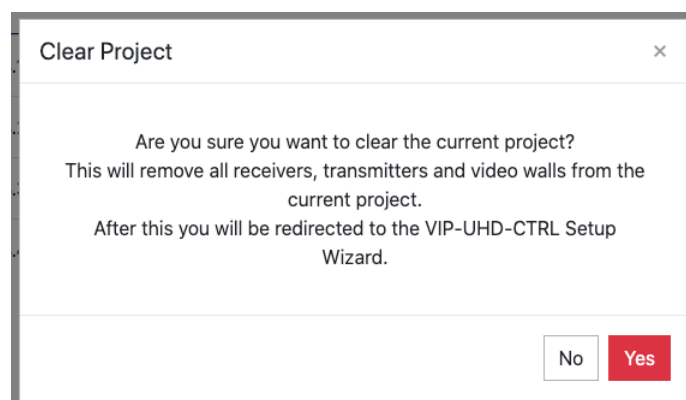 Clear Project ×
Are you sure you want to clear the current project?
This will remove all receivers, transmitters and video walls from the
current project.
After this you will be redirected to the VIP-UHD-CTRL Setup
Wizard.
No Yes